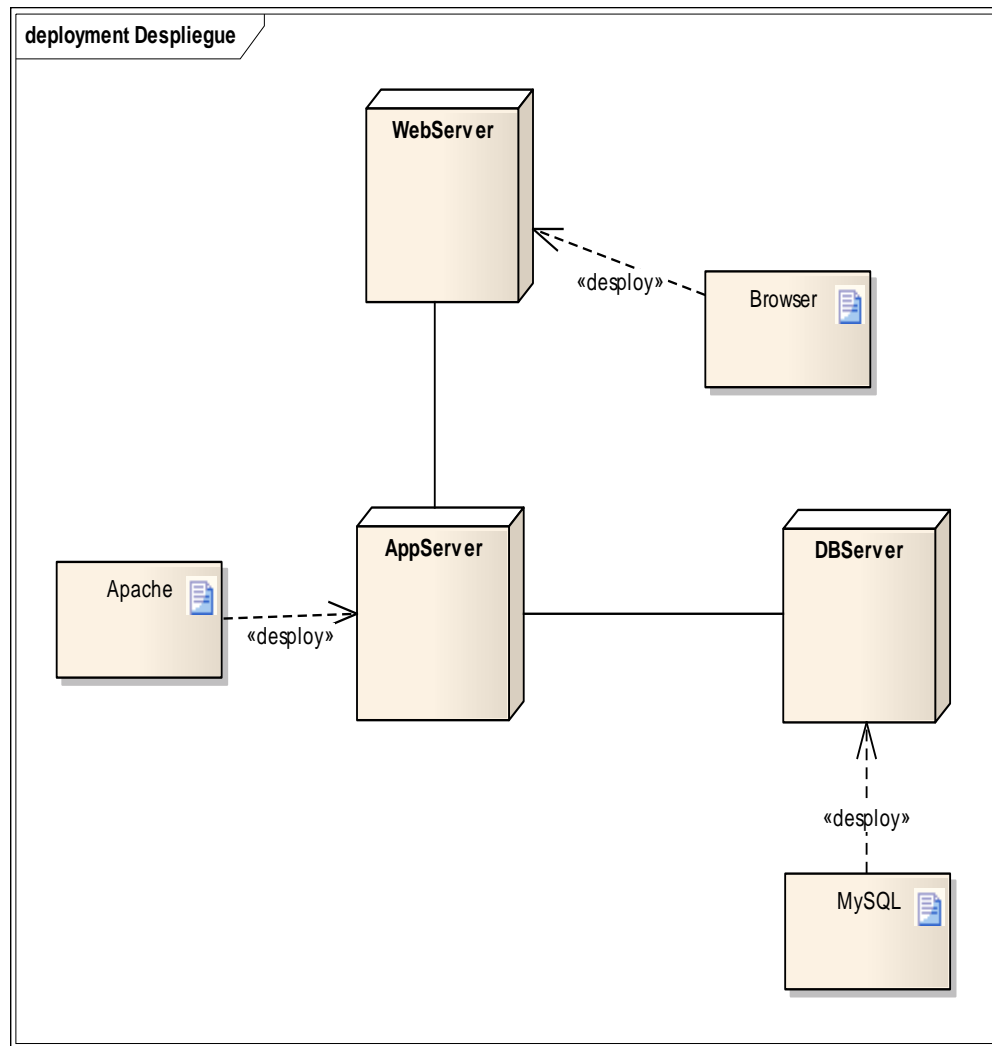 deployment Despliegue
WebServer
«desploy»
Browser
AppServer
DBServer
Apache
«desploy»
«desploy»
MySQL